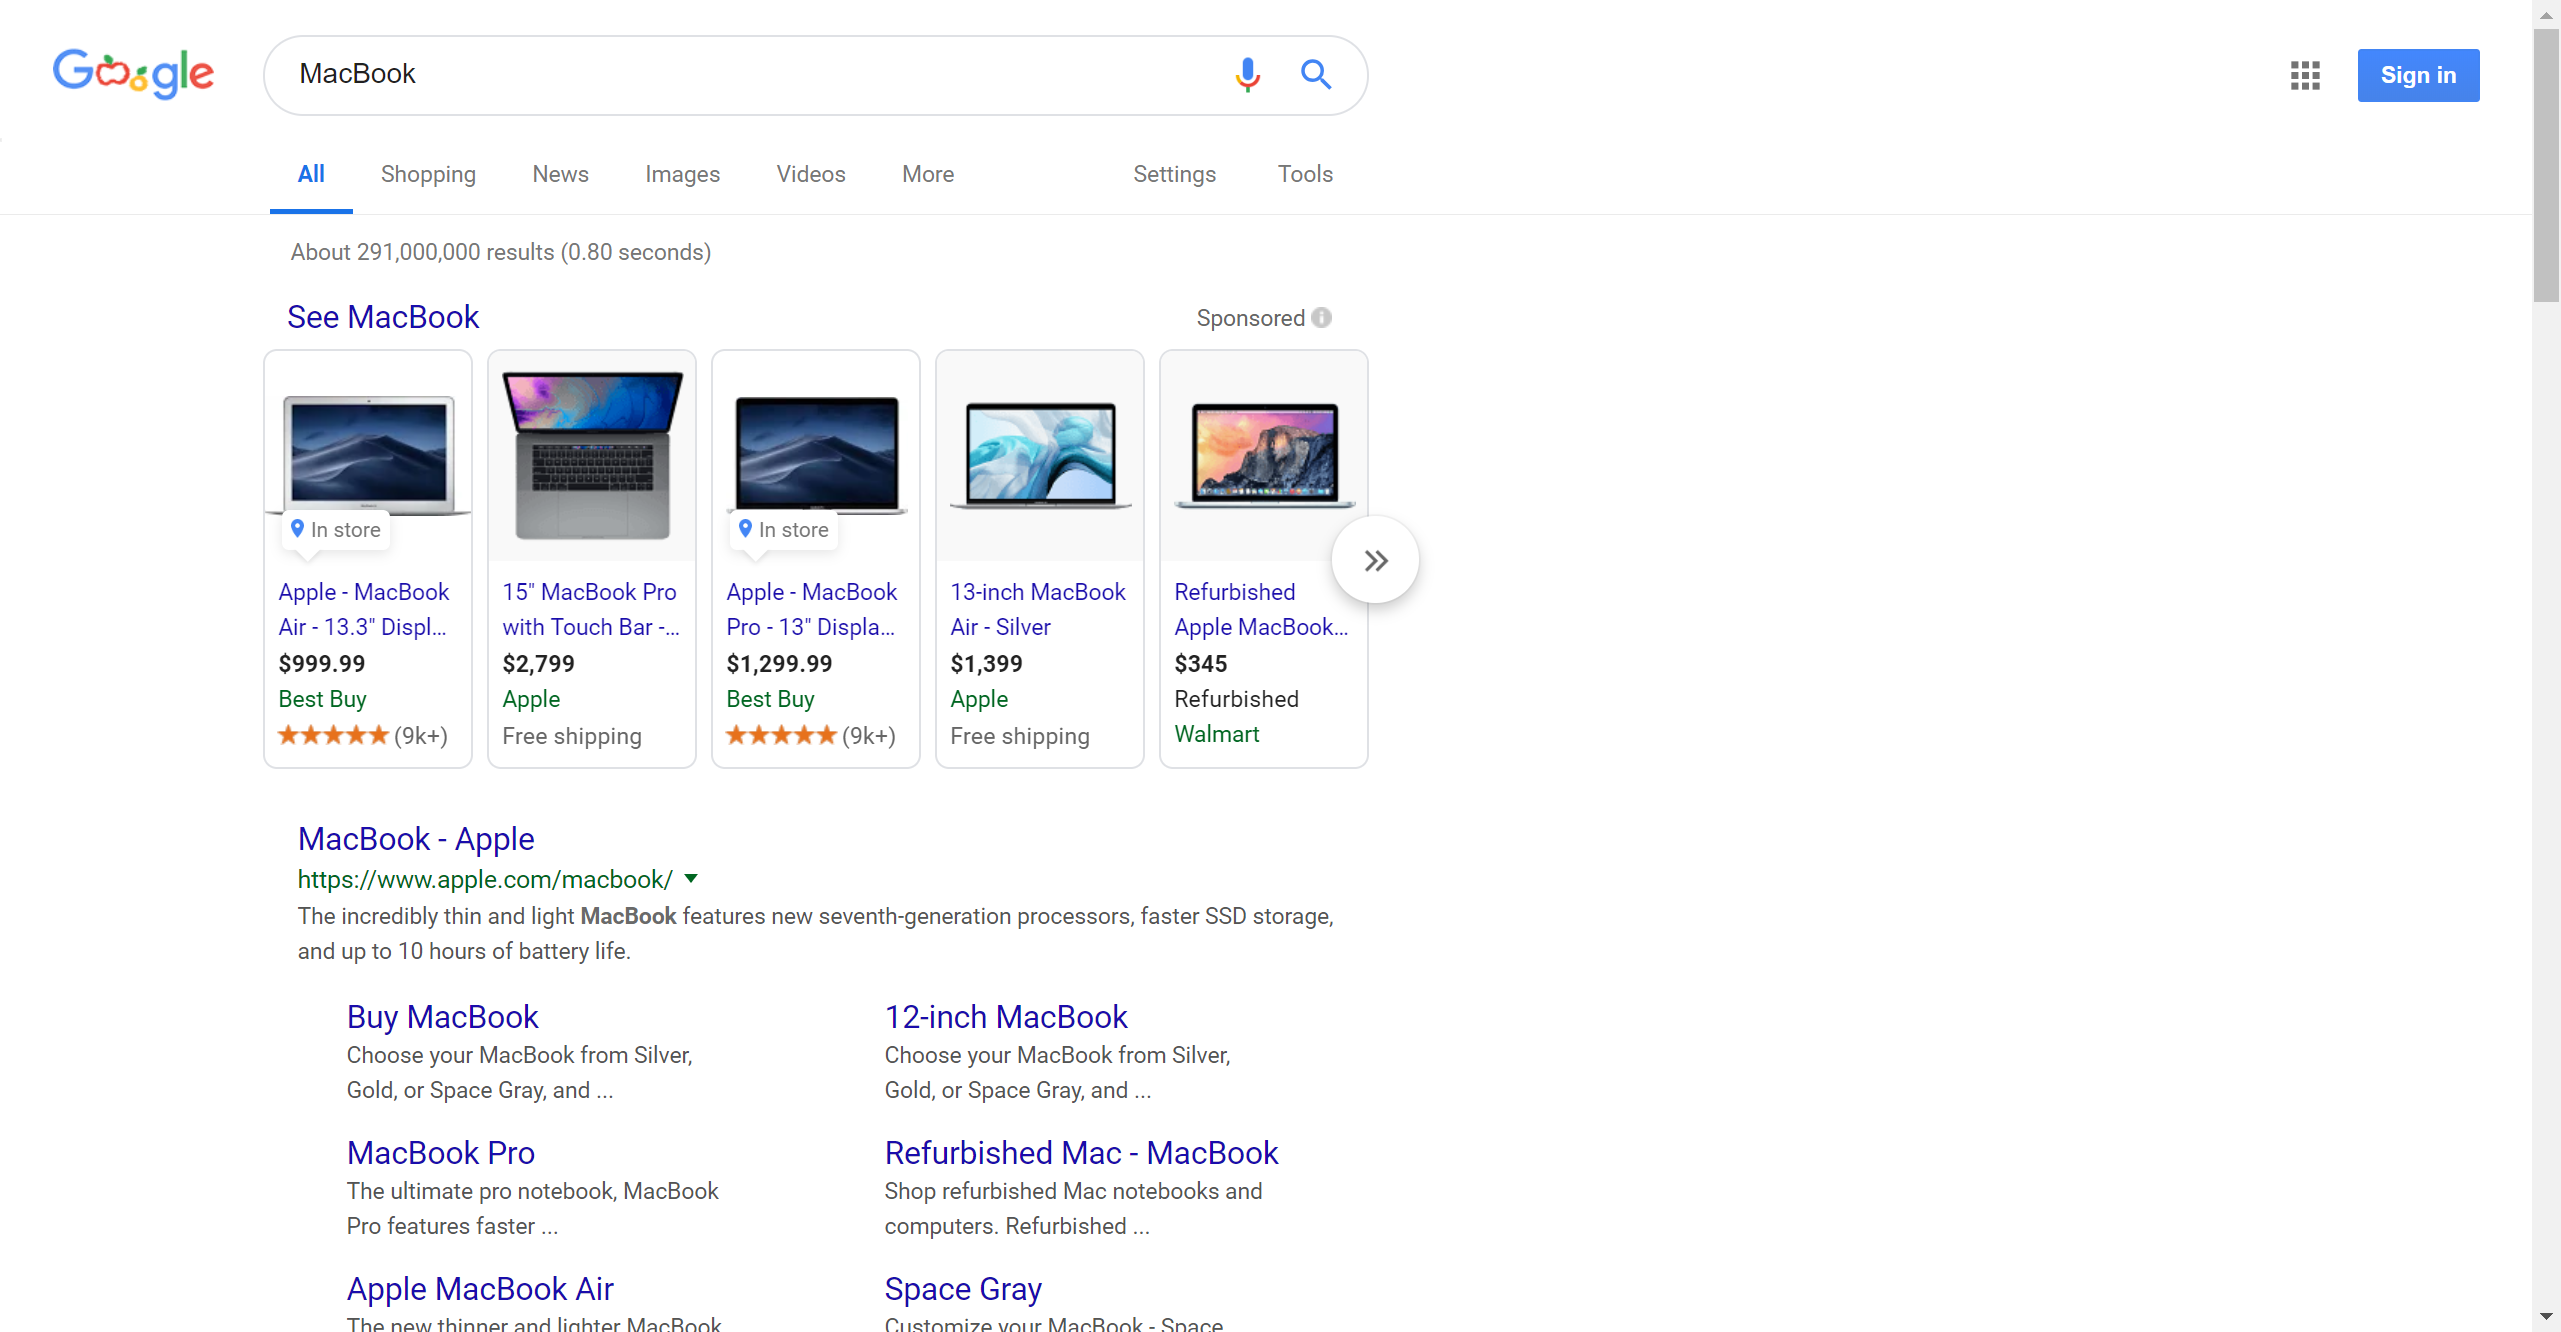 Google
MacBook
Sign in
All
Shopping
News
Images
Videos
More
Settings
Tools
About 291,000,000 results (0.80 seconds)
See MacBook
Sponsored
In store
Apple - MacBook
Air - 13.3" Displ...
$999.99
Best Buy
(9k+)
15" MacBook Pro
with Touch Bar -...
$2,799
Apple
Free shipping
In store
Apple - MacBook
Pro - 13" Displa...
$1,299.99
Best Buy
(9k+)
13-inch MacBook
Air - Silver
$1,399
Apple
Free shipping
Refurbished
Apple MacBook...
$345
Refurbished
Walmart
MacBook - Apple
https://www.apple.com/macbook/
The incredibly thin and light MacBook features new seventh-generation processors, faster SSD storage,
and up to 10 hours of battery life.
Buy MacBook
Choose your MacBook from Silver,
Gold, or Space Gray, and ...
12-inch MacBook
Choose your MacBook from Silver,
Gold, or Space Gray, and ...
MacBook Pro
The ultimate pro notebook, MacBook
Pro features faster ...
Refurbished Mac - MacBook
Shop refurbished Mac notebooks and
computers. Refurbished ...
Apple MacBook Air
The new thinner and lighter MacBook
Space Gray
Customize your MacBook - Space